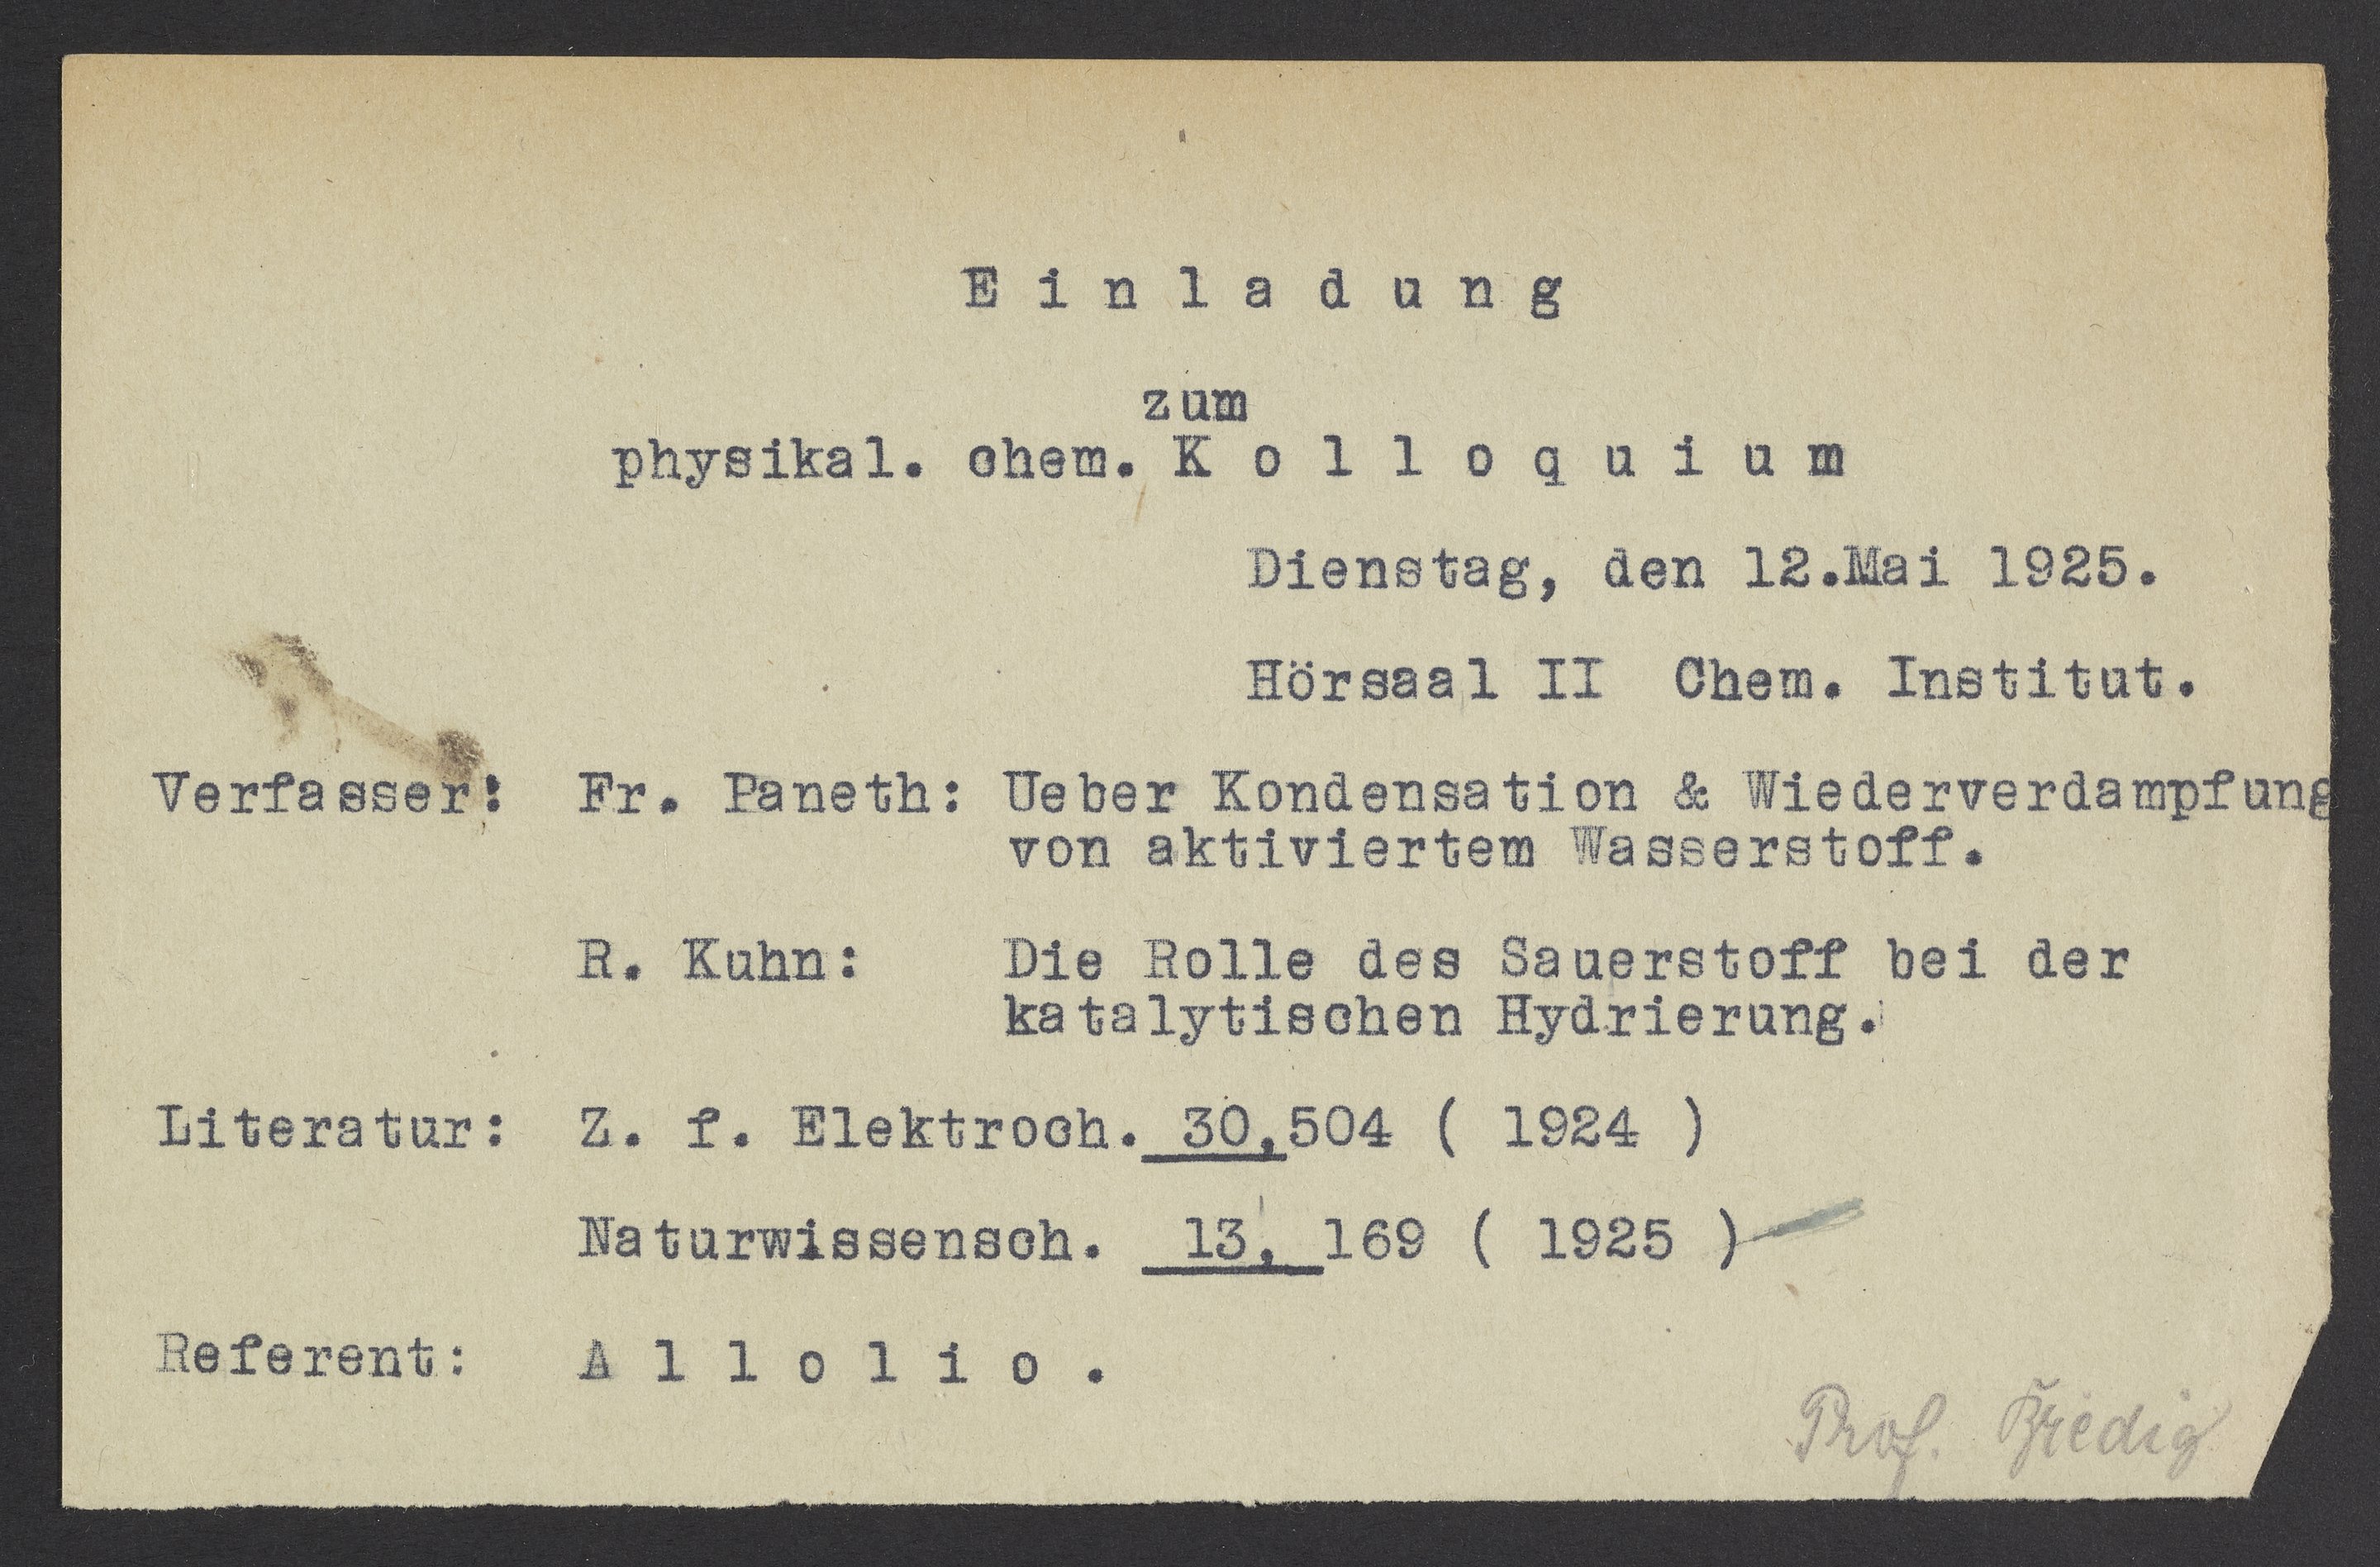 E i n l a d u n g
zum
physikal. chem. K o l l o q u i u m
Dienstag, den 12.Mai 1925.
Hörsaal II Chem. Institut.
Verfasser: Fr. Paneth: Ueber Kondensation & Wiederverdampfung
von aktiviertem Wasserstoff.
R. Kuhn: Die Rolle des Sauerstoff bei der
katalytischen Hydrierung.
Literatur: Z. f. Elektroch. 30,504 ( 1924 )
Naturwissensch. 13, 169 ( 1925 )
Referent: A l l o l i o .
Prof. Bredig